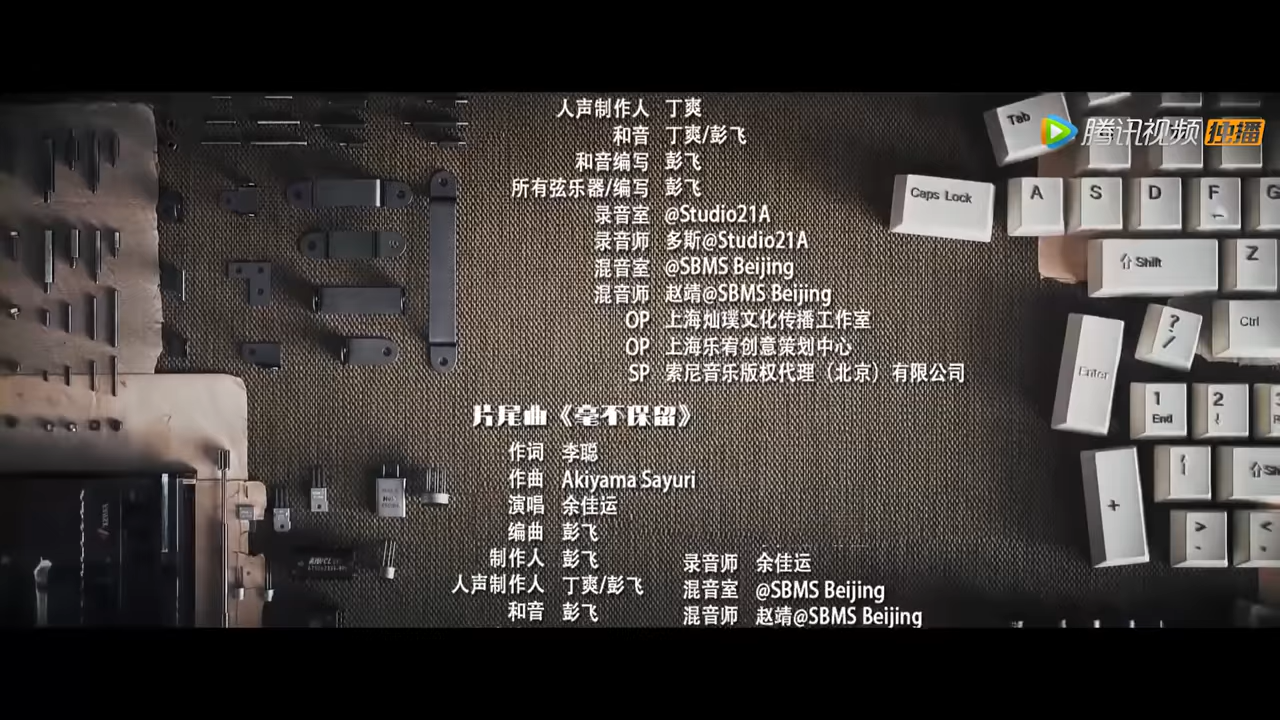 人声制作人 丁爽
和音 丁爽/彭飞
和音编写 彭飞
所有弦乐器/编写 彭飞
录音室 @Studio21A
录音师 多斯@Studio21A
混音室 @SBMS Beijing
混音师 赵靖@SBMS Beijing
OP 上海灿璞文化传播工作室
OP 上海乐宥创意策划中心
SP 索尼音乐版权代理（北京）有限公司
片尾曲《毫不保留》
作词 李聪
作曲 Akiyama Sayuri
演唱 余佳运
编曲 彭飞
制作人 彭飞
人声制作人 丁爽/彭飞
和音 彭飞
录音师 余佳运
混音室 @SBMS Beijing
混音师 赵靖@SBMS Beijing
腾讯视频 独播
Tab
Caps Lock A S D F G
⇧ Shift Z
? /
Ctrl
Enter
1 End 2 ↓ 3
↑ ⇧
+
> . < ,